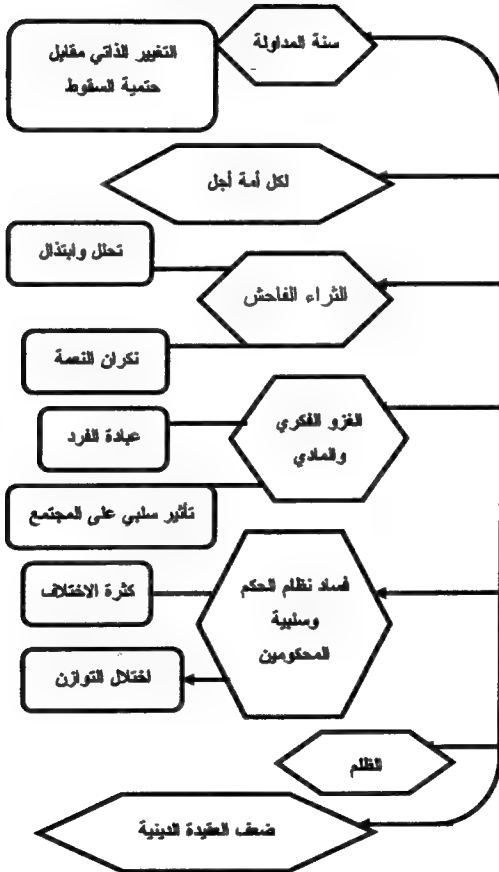 سنة المداولة
التغيير الذاتي مقابل
حتمية السقوط
لكل أمة أجل
الثراء الفاحش
تحلل وابتذال
نكران النعمة
الغزو الفكري
والمادي
عبادة الفرد
تأثير سلبي على المجتمع
فساد نظام الحكم
وسلبية
المحكومين
كثرة الاختلاف
اختلال التوازن
الظلم
ضعف العقيدة الدينية